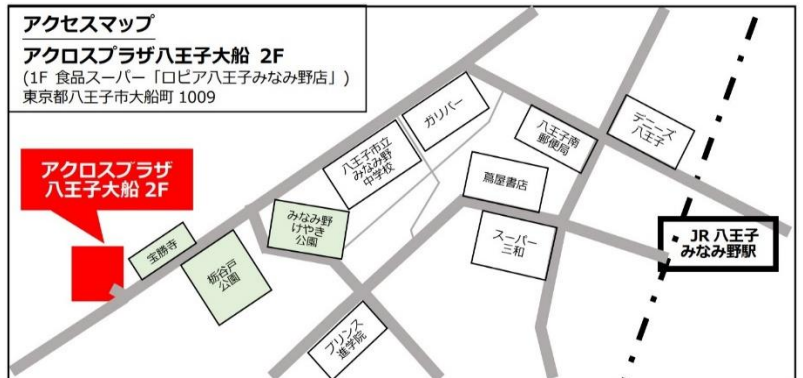 アクセスマップ
アクロスプラザ八王子大船 2F
(1F 食品スーパー「ロピア八王子みなみ野店」)
東京都八王子市大船町 1009
アクロスプラザ
八王子大船 2F
宝勝寺
栃谷戸
公園
みなみ野
けやき
公園
八王子市立
みなみ野
中学校
ガリバー
八王子南
郵便局
デニーズ
八王子
蔦屋書店
スーパー
三和
プリンス
進学院
JR 八王子
みなみ野駅